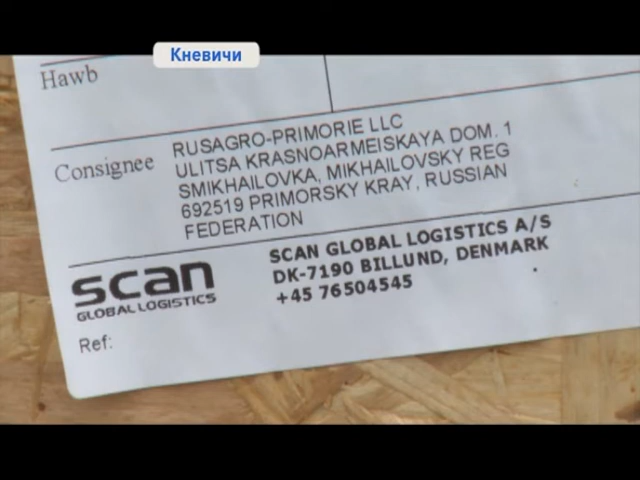 Кневичи
Hawb
Consignee
RUSAGRO-PRIMORIE LLC
ULITSA KRASNOARMEISKAYA DOM. 1
SMIKHAILOVKA, MIKHAILOVSKY REG
692519 PRIMORSKY KRAY, RUSSIAN
FEDERATION
scan
GLOBAL LOGISTICS
SCAN GLOBAL LOGISTICS A/S
DK-7190 BILLUND, DENMARK
+45 76504545
Ref: